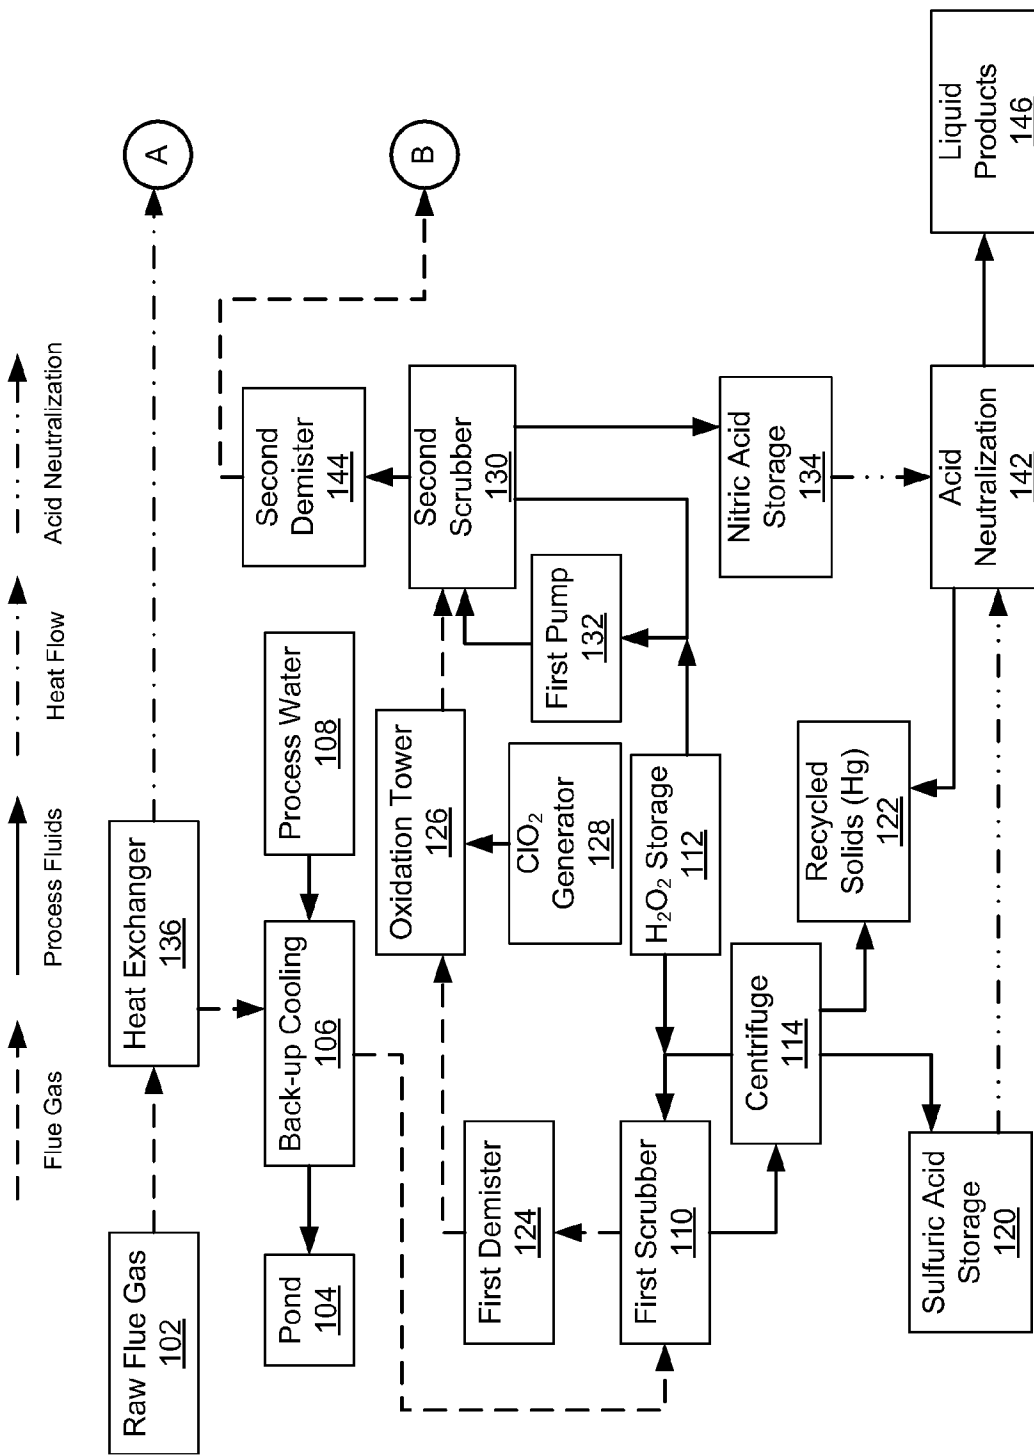 Flue Gas
Process Fluids
Heat Flow
Acid Neutralization
Raw Flue Gas
102
Heat Exchanger
136
A
Pond
104
Back-up Cooling
106
Process Water
108
Second
Demister
144
B
First Demister
124
Oxidation Tower
126
Second
Scrubber
130
ClO₂
Generator
128
First Pump
132
First Scrubber
110
H₂O₂ Storage
112
Centrifuge
114
Nitric Acid
Storage
134
Recycled
Solids (Hg)
122
Sulfuric Acid
Storage
120
Acid
Neutralization
142
Liquid
Products
146